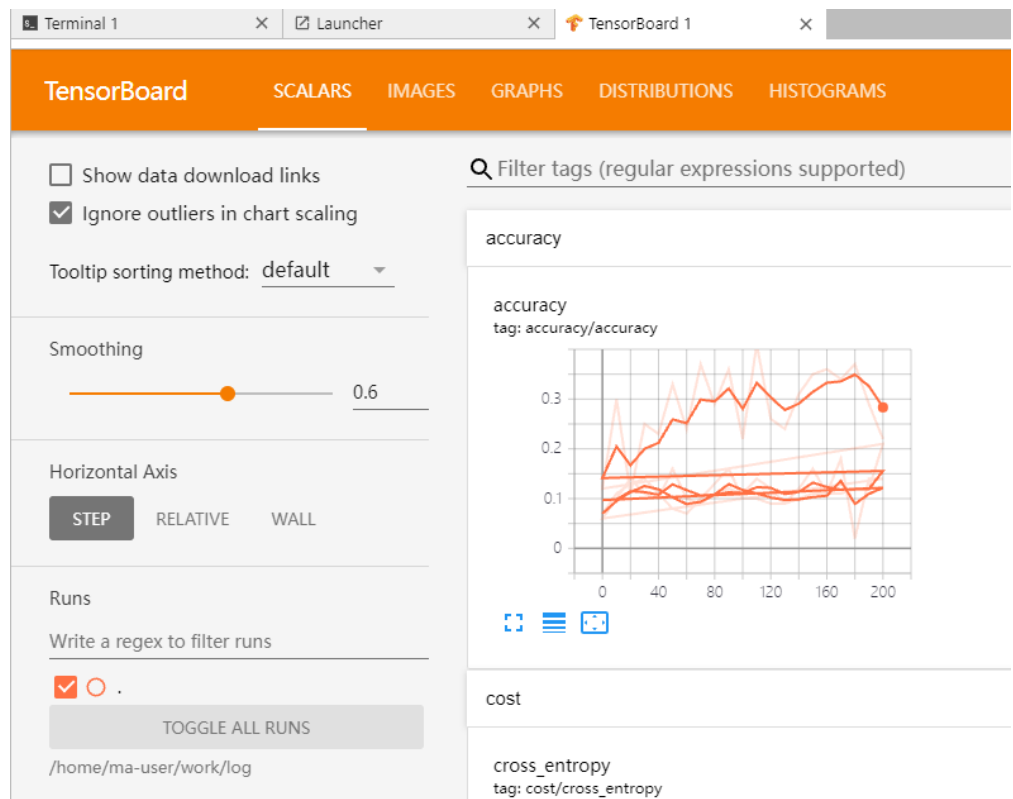 Terminal 1
Launcher
TensorBoard 1
TensorBoard
SCALARS
IMAGES
GRAPHS
DISTRIBUTIONS
HISTOGRAMS
Show data download links
Ignore outliers in chart scaling
Tooltip sorting method: default
Smoothing
0.6
Horizontal Axis
STEP
RELATIVE
WALL
Runs
Write a regex to filter runs
.
TOGGLE ALL RUNS
/home/ma-user/work/log
Filter tags (regular expressions supported)
accuracy
accuracy
tag: accuracy/accuracy
0.3
0.2
0.1
0
0 40 80 120 160 200
cost
cross_entropy
tag: cost/cross_entropy